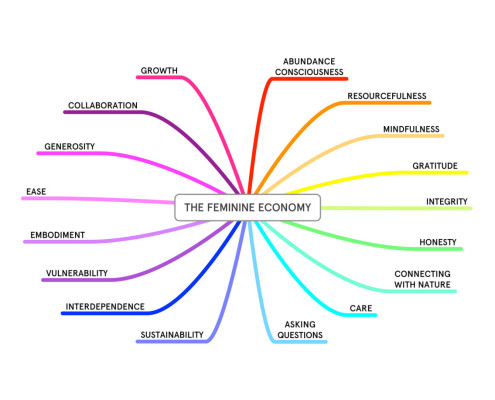 THE FEMININE ECONOMY
ABUNDANCE
CONSCIOUSNESS
RESOURCEFULNESS
MINDFULNESS
GRATITUDE
INTEGRITY
HONESTY
CONNECTING
WITH NATURE
CARE
ASKING
QUESTIONS
SUSTAINABILITY
INTERDEPENDENCE
VULNERABILITY
EMBODIMENT
EASE
GENEROSITY
COLLABORATION
GROWTH